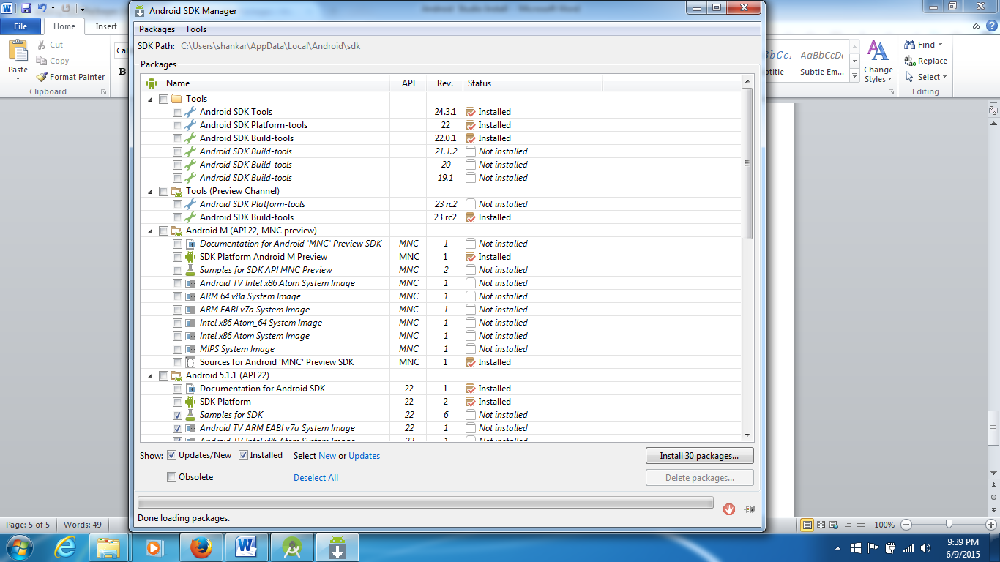 Android Studio Install - Microsoft Word
Android SDK Manager
File
Home
Insert
Packages Tools
SDK Path: C:\Users\shankar\AppData\Local\Android\sdk
Cut
Copy
Format Painter
Paste
Clipboard
Cal
B
Packages
Name API Rev. Status
Tools
Android SDK Tools 24.3.1 Installed
Android SDK Platform-tools 22 Installed
Android SDK Build-tools 22.0.1 Installed
Android SDK Build-tools 21.1.2 Not installed
Android SDK Build-tools 20 Not installed
Android SDK Build-tools 19.1 Not installed
Tools (Preview Channel)
Android SDK Platform-tools 23 rc2 Not installed
Android SDK Build-tools 23 rc2 Installed
Android M (API 22, MNC preview)
Documentation for Android 'MNC' Preview SDK MNC 1 Not installed
SDK Platform Android M Preview MNC 1 Installed
Samples for SDK API MNC Preview MNC 2 Not installed
Android TV Intel x86 Atom System Image MNC 1 Not installed
ARM 64 v8a System Image MNC 1 Not installed
ARM EABI v7a System Image MNC 1 Not installed
Intel x86 Atom_64 System Image MNC 1 Not installed
Intel x86 Atom System Image MNC 1 Not installed
MIPS System Image MNC 1 Not installed
Sources for Android 'MNC' Preview SDK MNC 1 Installed
Android 5.1.1 (API 22)
Documentation for Android SDK 22 1 Installed
SDK Platform 22 2 Installed
Samples for SDK 22 6 Not installed
Android TV ARM EABI v7a System Image 22 1 Not installed
Android TV Intel x86 Atom System Image 22 1 Not installed
Show: Updates/New Installed Select New or Updates
Install 30 packages...
Obsolete Deselect All
Delete packages...
Done loading packages.
AaBbCcDc
Subtle Em...
Change
Styles
Find
Replace
Select
Editing
Page: 5 of 5 Words: 49
100%
9:39 PM
6/9/2015